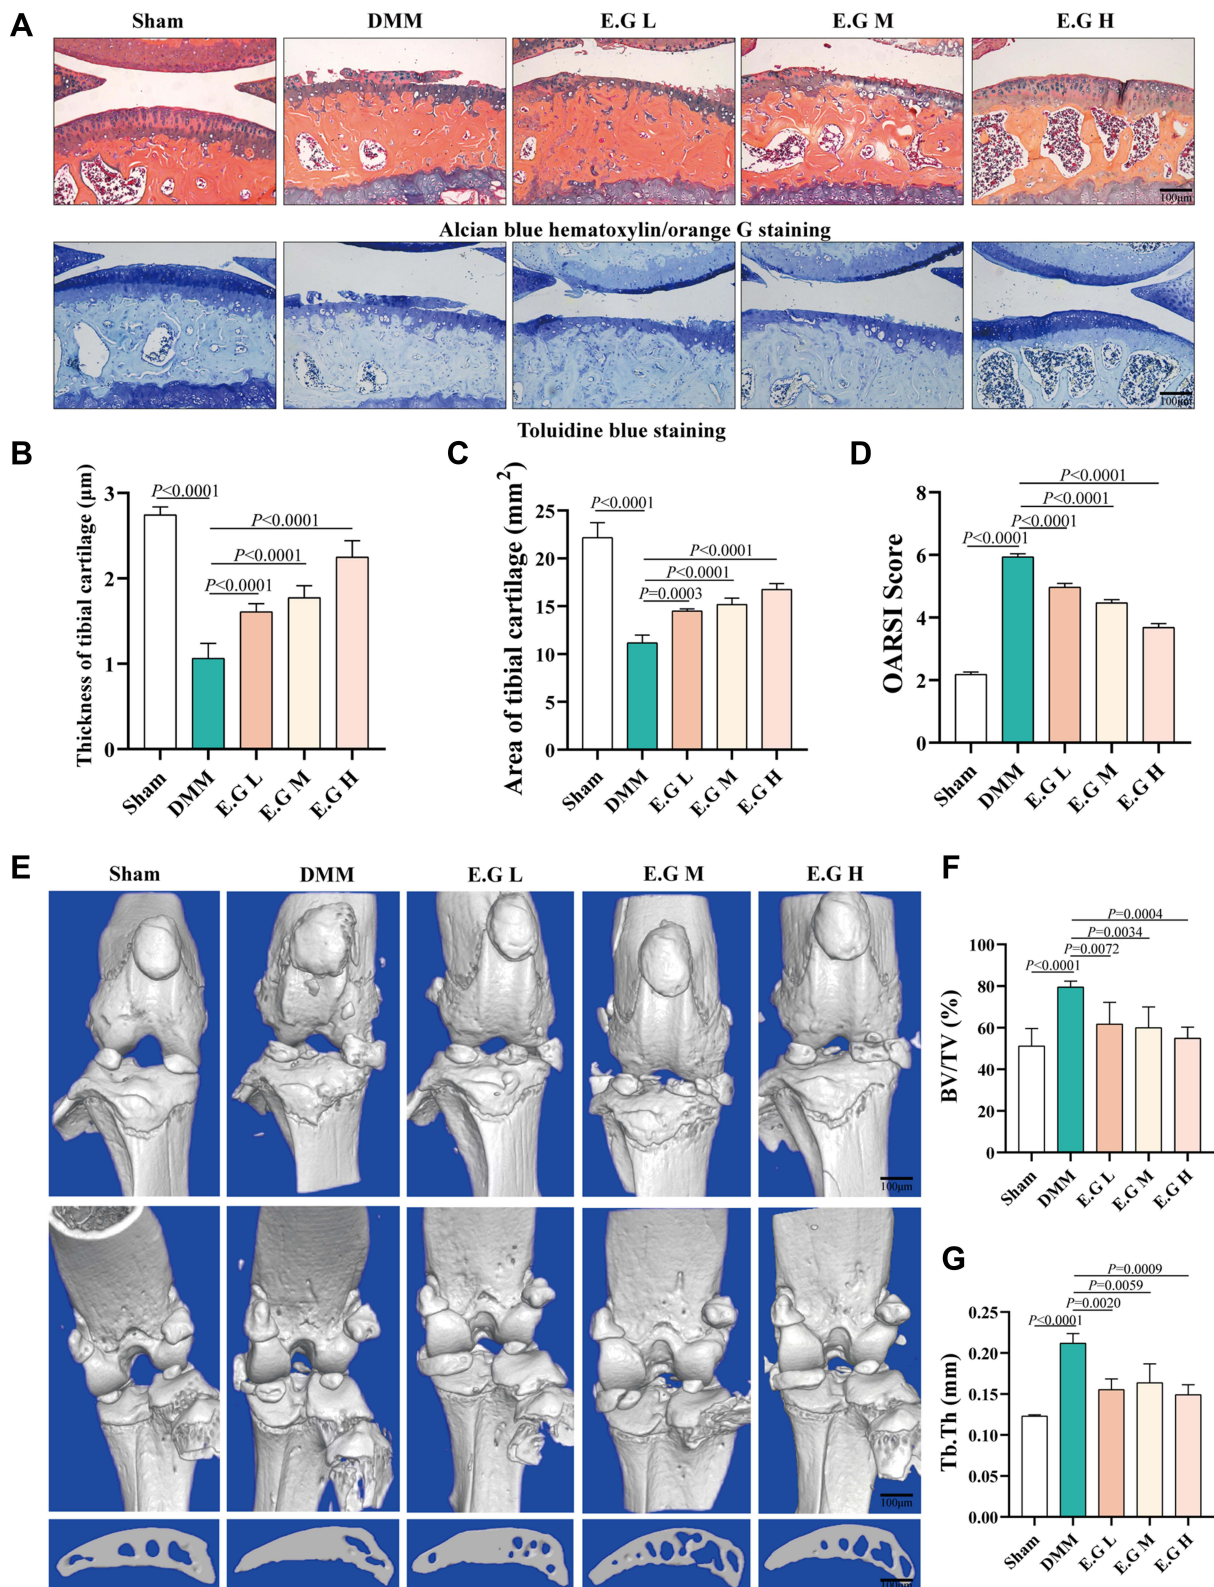 A
Sham DMM E.G L E.G M E.G H
100μm
Alcian blue hematoxylin/orange G staining
100μm
Toluidine blue staining
B
Thickness of tibial cartilage (μm)
P<0.0001
P<0.0001
P<0.0001
P<0.0001
3
2
1
0
Sham DMM E.G L E.G M E.G H
C
Area of tibial cartilage (mm²)
P<0.0001
P<0.0001
P<0.0001
P=0.0003
25
20
15
10
5
0
Sham DMM E.G L E.G M E.G H
D
OARSI Score
P<0.0001
P<0.0001
P<0.0001
P<0.0001
8
6
4
2
0
Sham DMM E.G L E.G M E.G H
E
Sham DMM E.G L E.G M E.G H
100μm
100μm
100μm
F
BV/TV (%)
P=0.0004
P=0.0034
P=0.0072
P<0.0001
100
80
60
40
20
0
Sham DMM E.G L E.G M E.G H
G
Tb.Th (mm)
P=0.0009
P=0.0059
P=0.0020
P<0.0001
0.25
0.20
0.15
0.10
0.05
0.00
Sham DMM E.G L E.G M E.G H